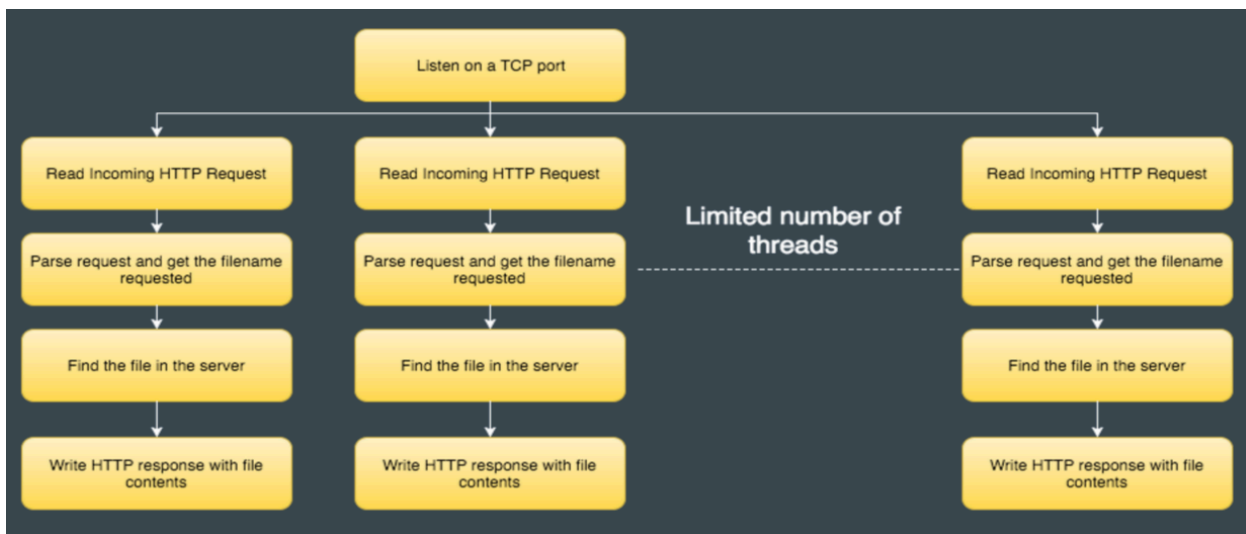 Listen on a TCP port
Read Incoming HTTP Request
Read Incoming HTTP Request
Read Incoming HTTP Request
Limited number of
threads
Parse request and get the filename
requested
Parse request and get the filename
requested
Parse request and get the filename
requested
Find the file in the server
Find the file in the server
Find the file in the server
Write HTTP response with file
contents
Write HTTP response with file
contents
Write HTTP response with file
contents